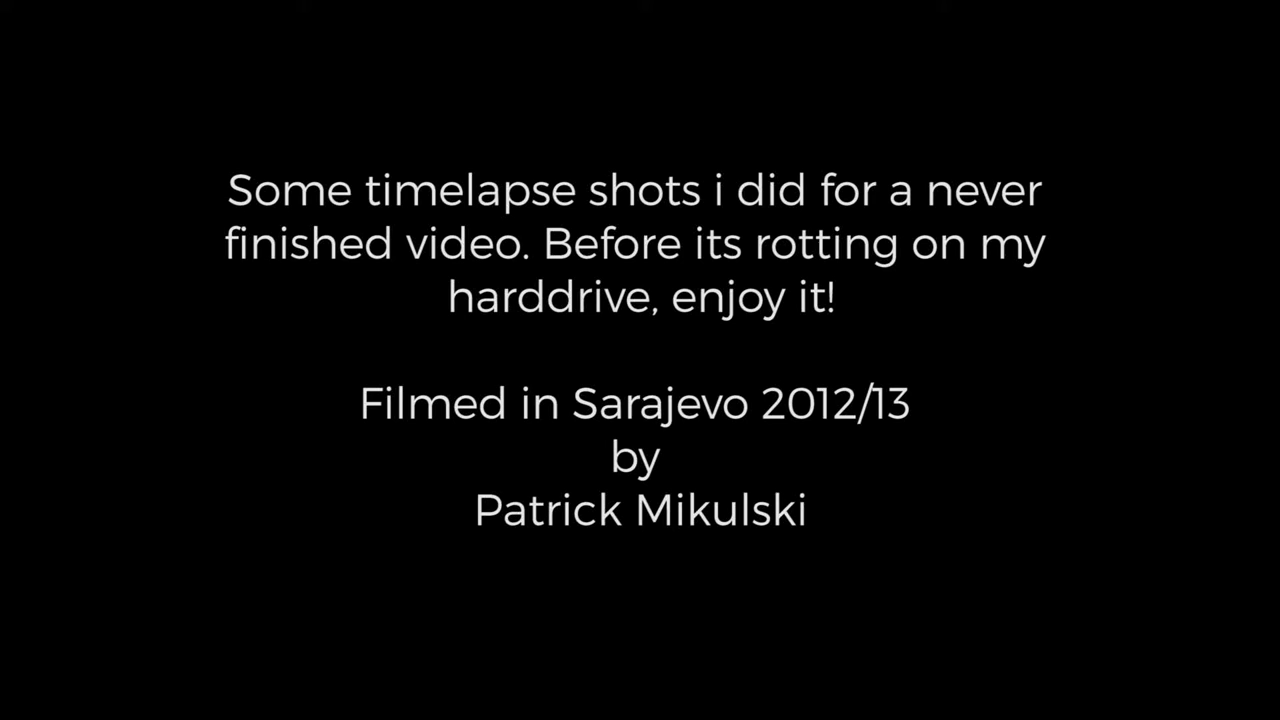 Some timelapse shots i did for a never
finished video. Before its rotting on my
harddrive, enjoy it!
Filmed in Sarajevo 2012/13
by
Patrick Mikulski